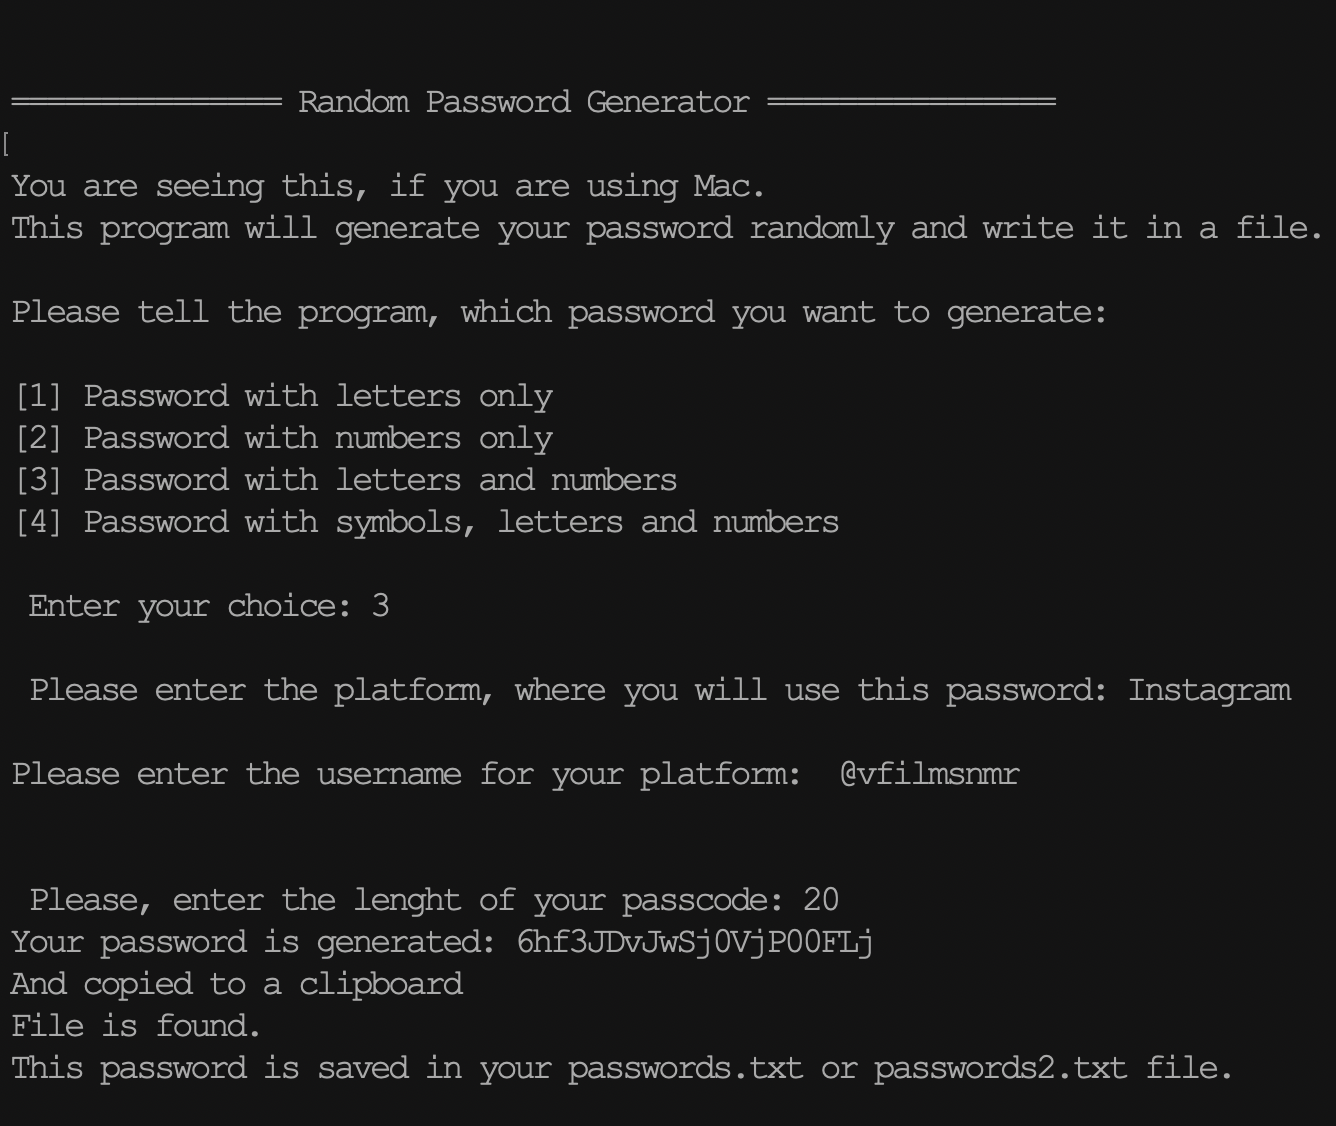 =============== Random Password Generator ================
[
You are seeing this, if you are using Mac.
This program will generate your password randomly and write it in a file.
Please tell the program, which password you want to generate:
[1] Password with letters only
[2] Password with numbers only
[3] Password with letters and numbers
[4] Password with symbols, letters and numbers
Enter your choice: 3
Please enter the platform, where you will use this password: Instagram
Please enter the username for your platform:  @vfilmsnmr
Please, enter the lenght of your passcode: 20
Your password is generated: 6hf3JDvJwSj0VjP00FLj
And copied to a clipboard
File is found.
This password is saved in your passwords.txt or passwords2.txt file.